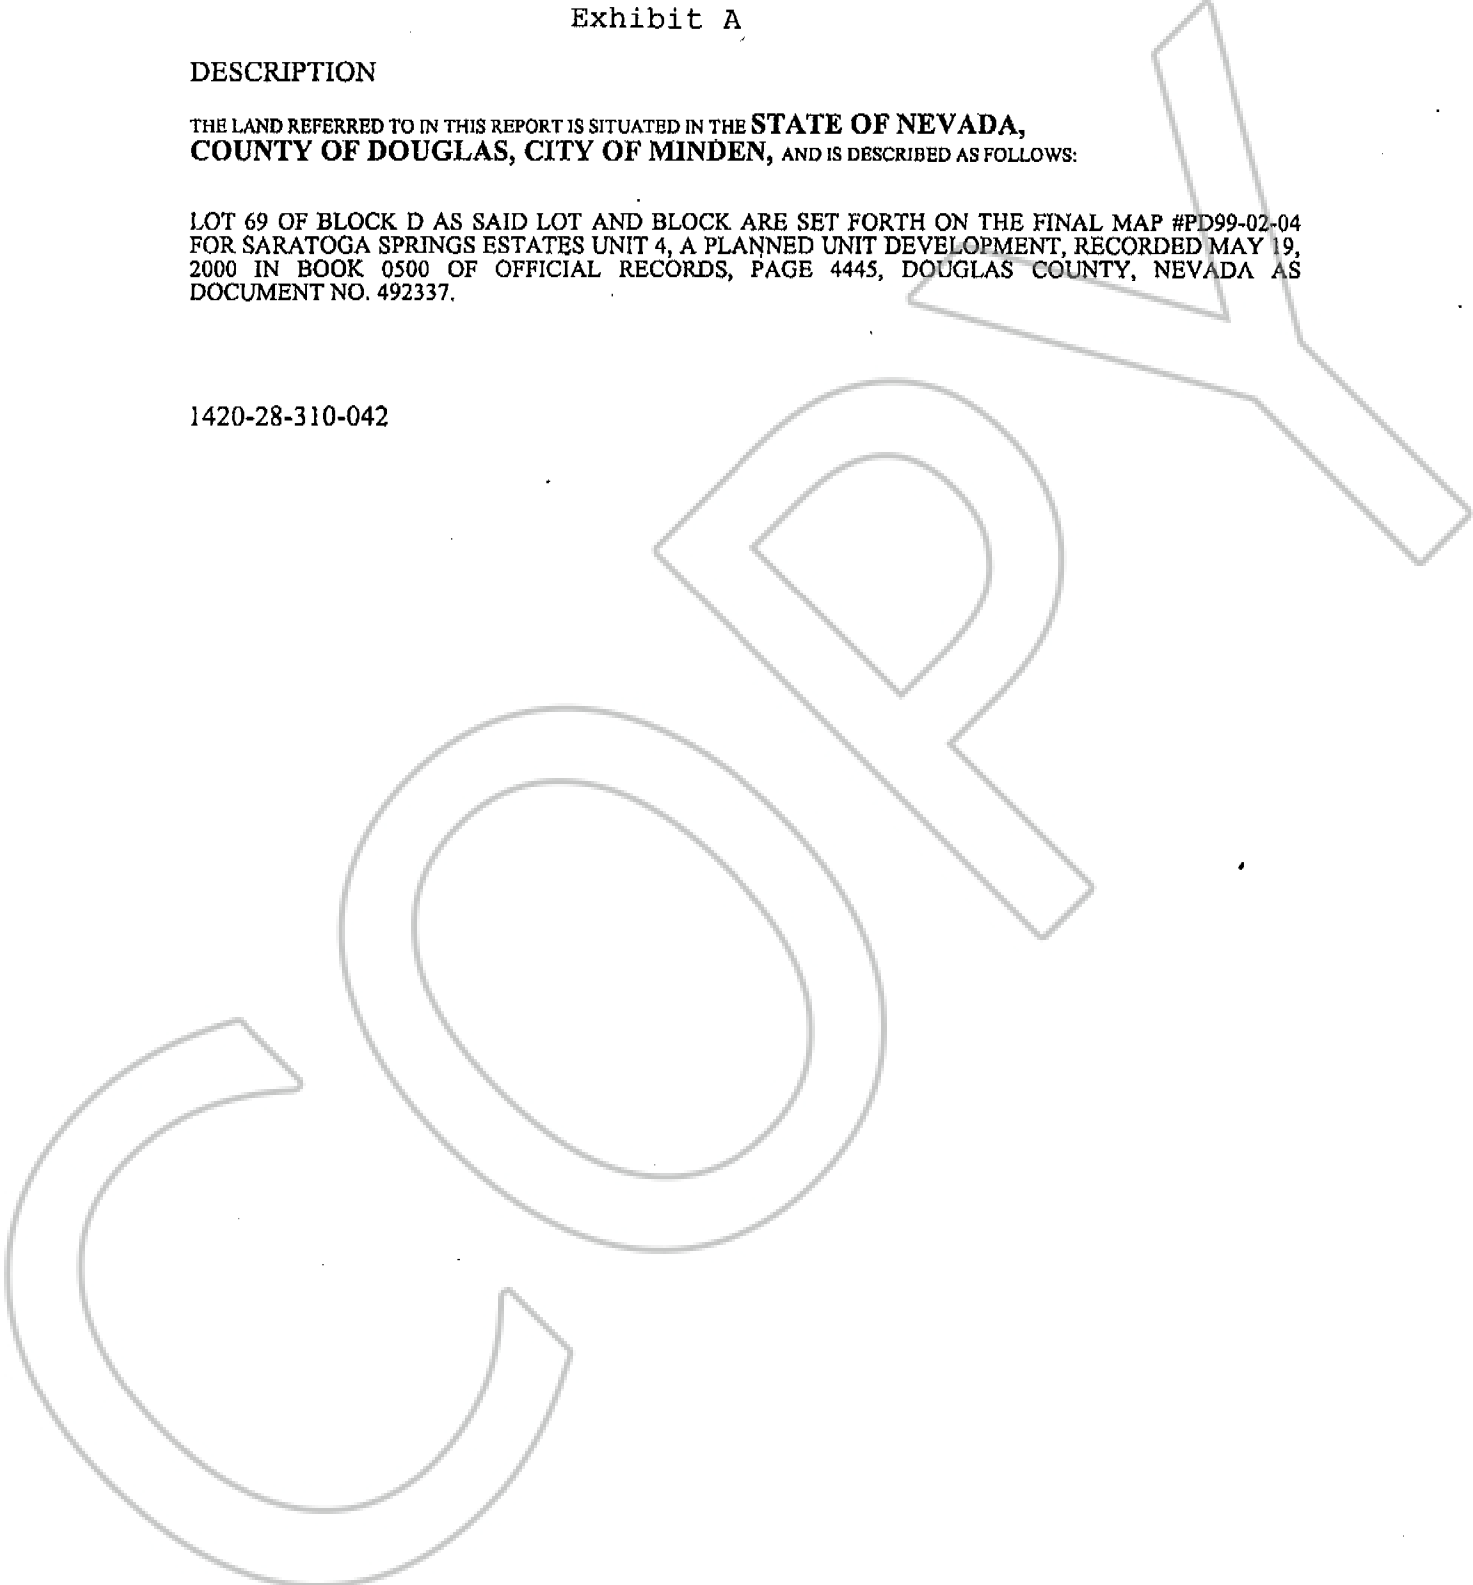 Exhibit A
DESCRIPTION
THE LAND REFERRED TO IN THIS REPORT IS SITUATED IN THE STATE OF NEVADA,
COUNTY OF DOUGLAS, CITY OF MINDEN, AND IS DESCRIBED AS FOLLOWS:
LOT 69 OF BLOCK D AS SAID LOT AND BLOCK ARE SET FORTH ON THE FINAL MAP #PD99-02-04
FOR SARATOGA SPRINGS ESTATES UNIT 4, A PLANNED UNIT DEVELOPMENT, RECORDED MAY 19,
2000 IN BOOK 0500 OF OFFICIAL RECORDS, PAGE 4445, DOUGLAS COUNTY, NEVADA AS
DOCUMENT NO. 492337.
1420-28-310-042
COPY